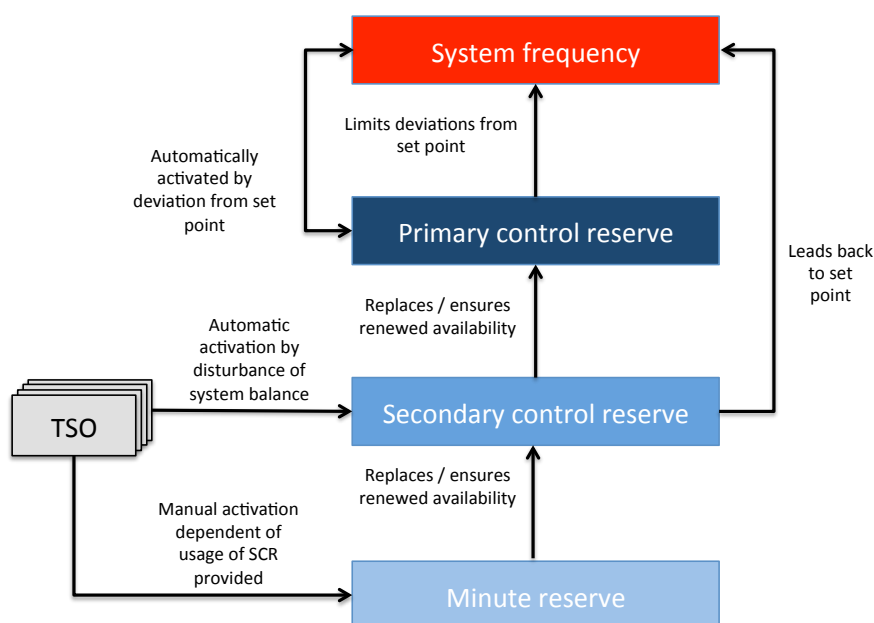 System frequency
Limits deviations from
set point
Automatically
activated by
deviation from set
point
Primary control reserve
Leads back
to set
point
Replaces / ensures
renewed availability
Automatic
activation by
disturbance of
system balance
TSO
Secondary control reserve
Replaces / ensures
renewed availability
Manual activation
dependent of
usage of SCR
provided
Minute reserve